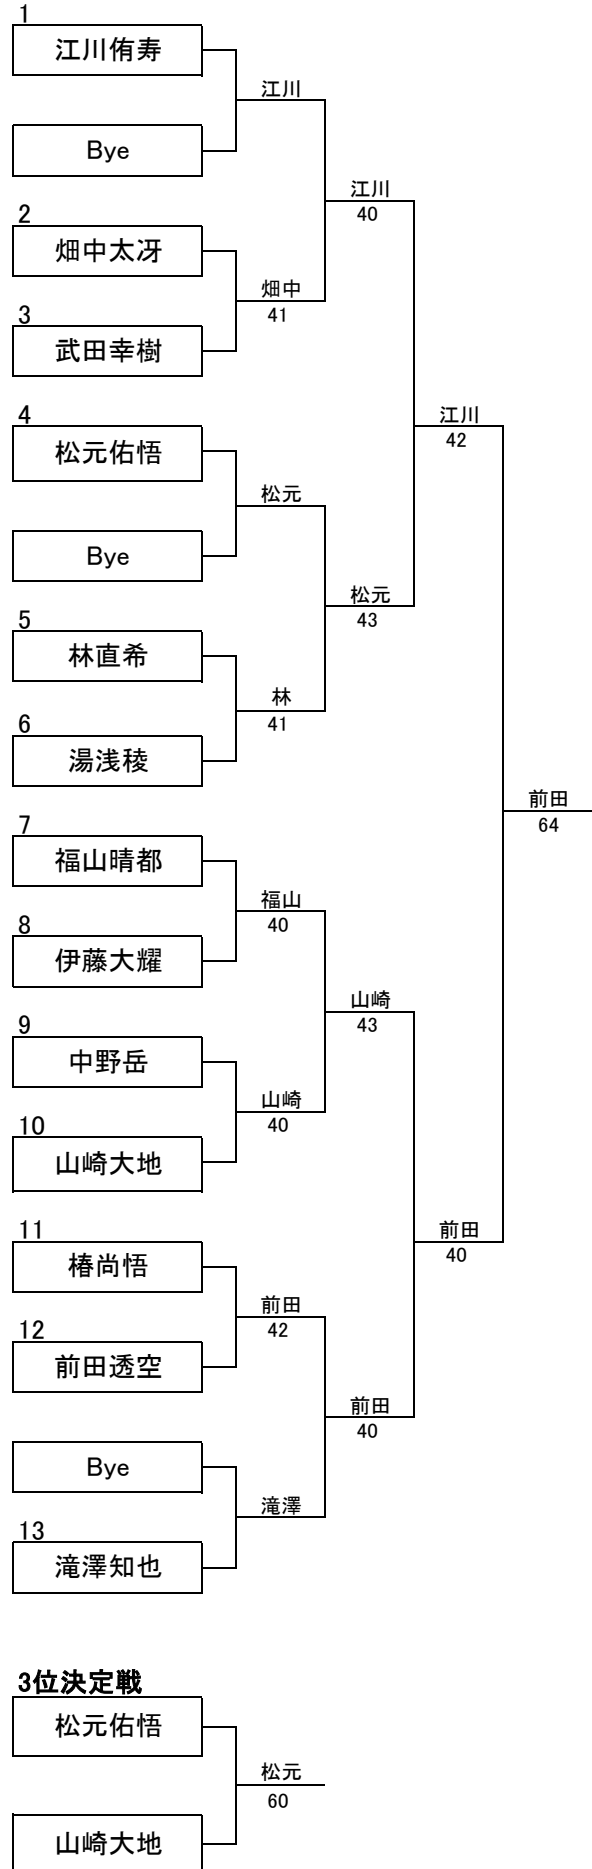 1
江川侑寿
江川
Bye
江川
40
2
畑中太冴
畑中
41
3
武田幸樹
江川
42
4
松元佑悟
松元
Bye
松元
43
5
林直希
林
41
6
湯浅稜
前田
64
7
福山晴都
福山
40
8
伊藤大耀
山崎
43
9
中野岳
山崎
40
10
山崎大地
前田
40
11
椿尚悟
前田
42
12
前田透空
前田
40
Bye
滝澤
13
滝澤知也
3位決定戦
松元佑悟
松元
60
山崎大地